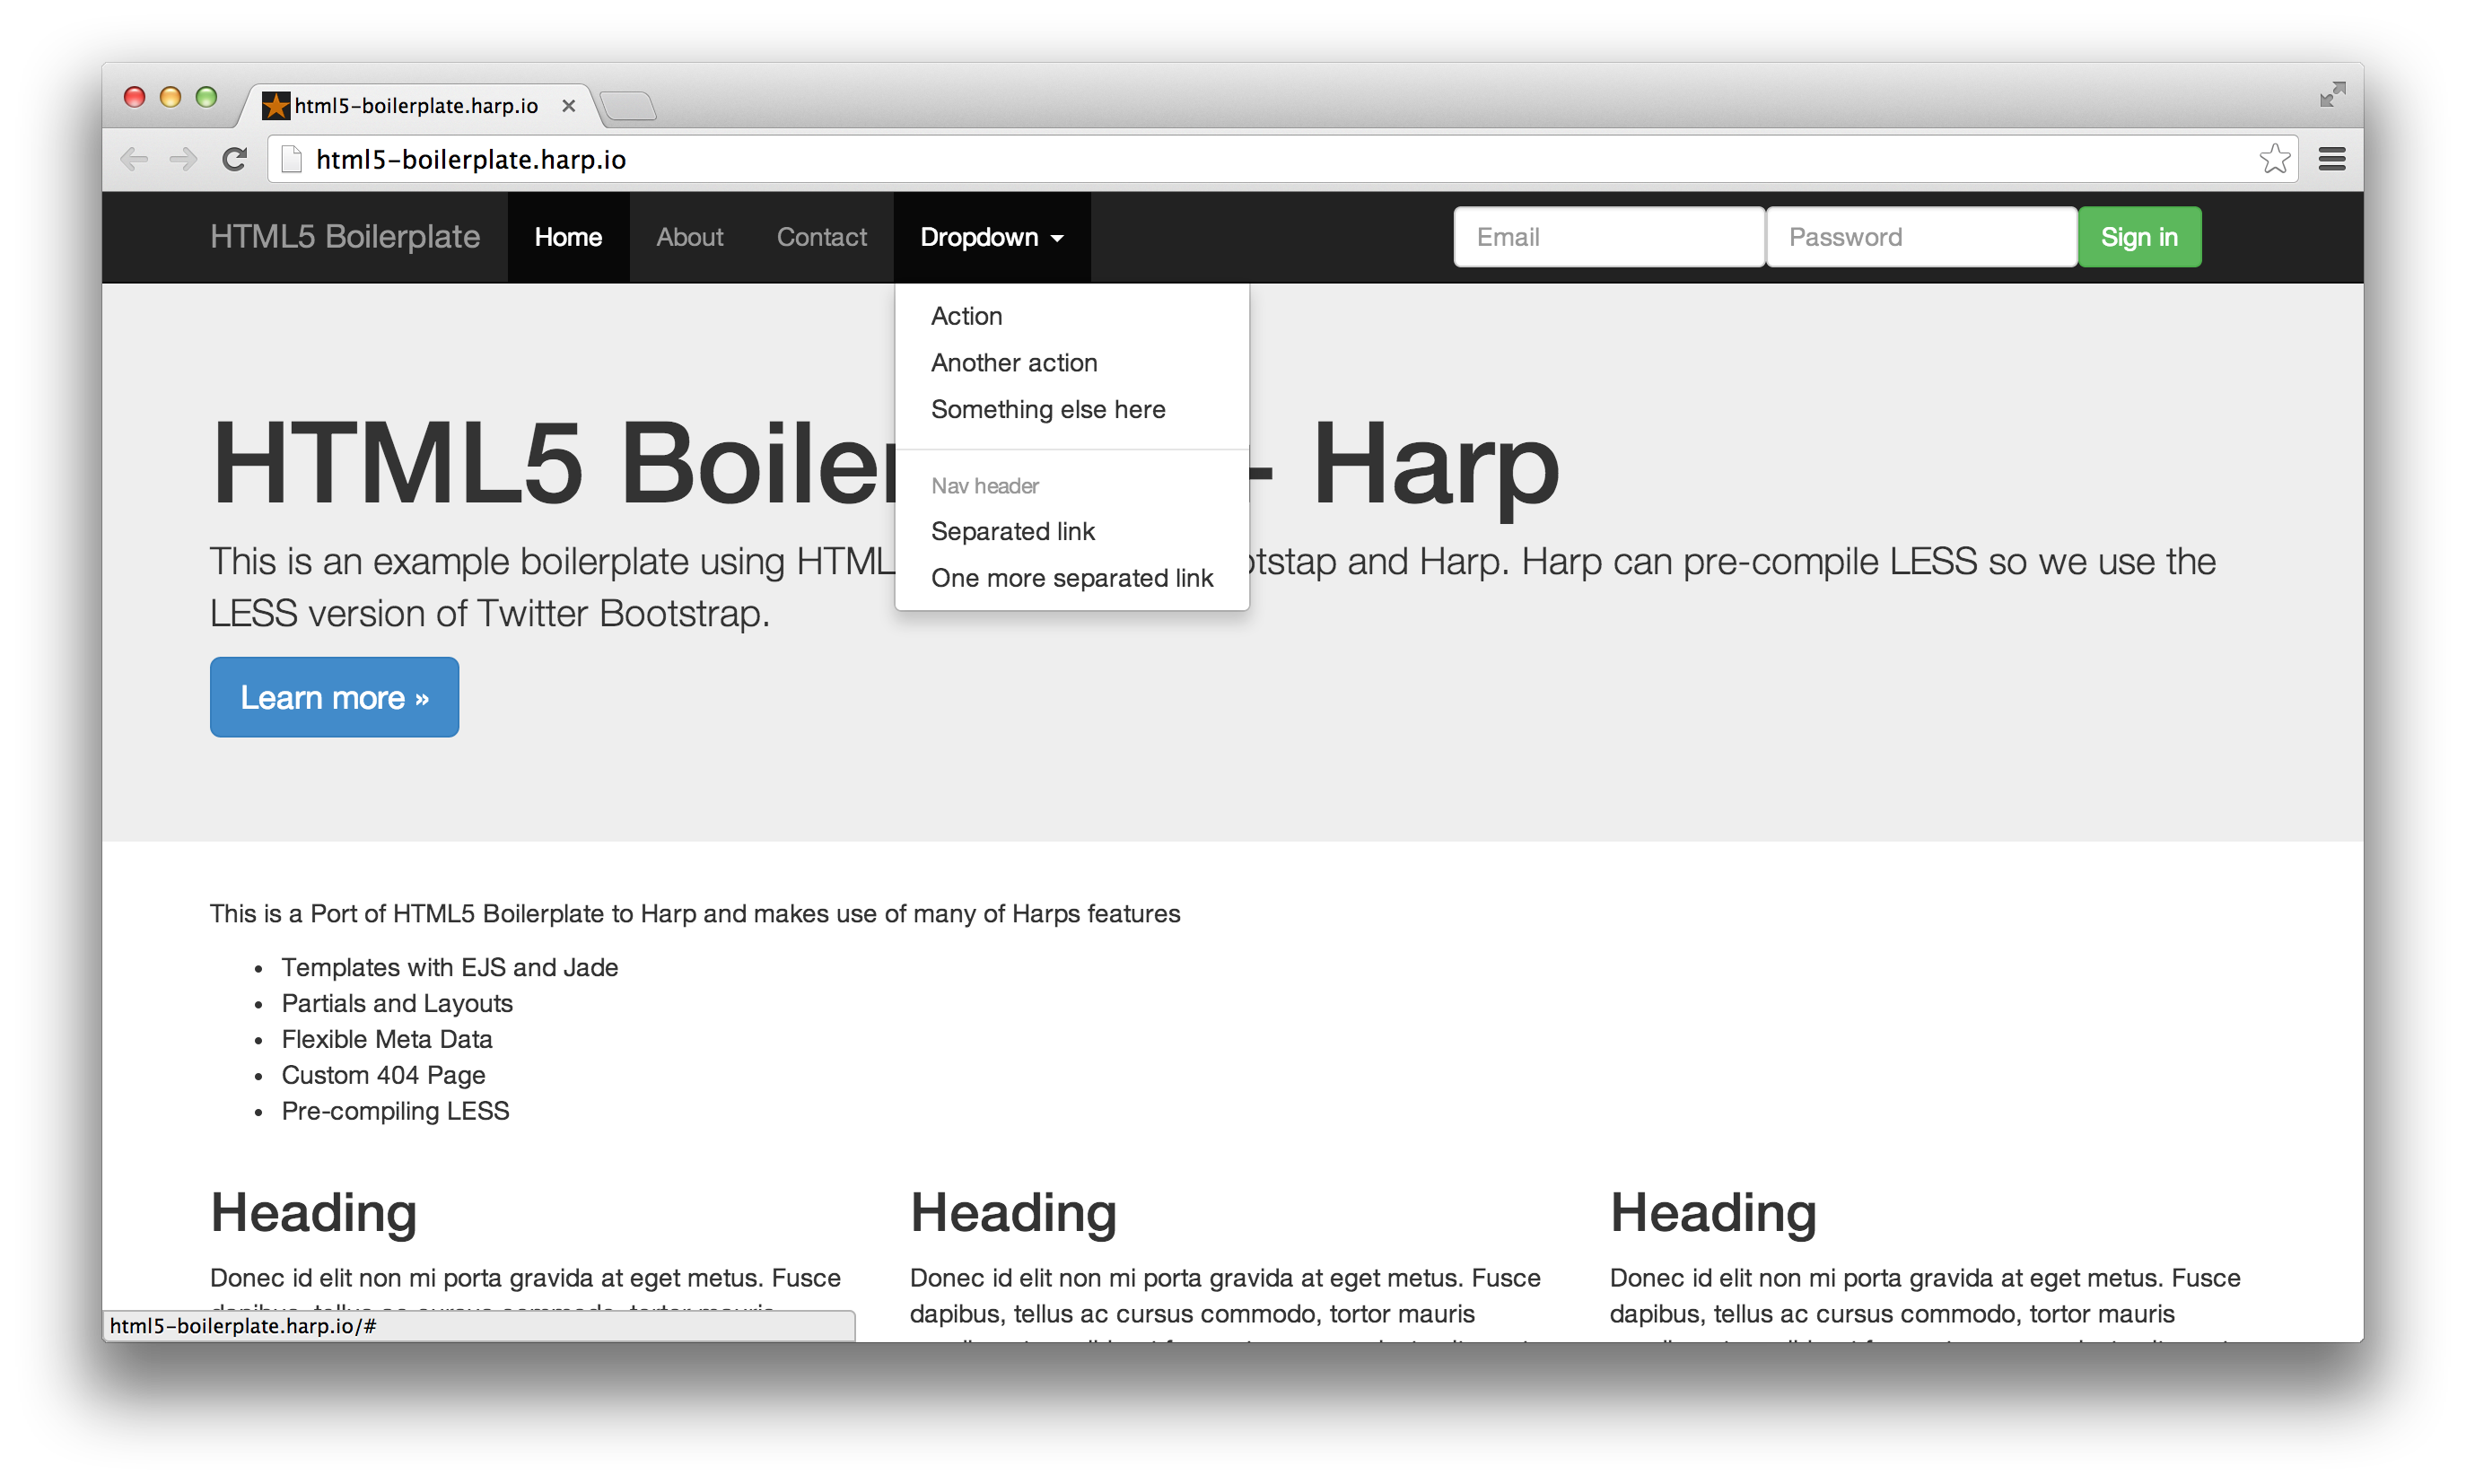 html5-boilerplate.harp.io
html5-boilerplate.harp.io
HTML5 Boilerplate Home About Contact Dropdown Email Password Sign in
Action
Another action
Something else here
Nav header
Separated link
One more separated link
HTML5 Boiler - Harp
This is an example boilerplate using HTML tstap and Harp. Harp can pre-compile LESS so we use the
LESS version of Twitter Bootstrap.
Learn more »
This is a Port of HTML5 Boilerplate to Harp and makes use of many of Harps features
• Templates with EJS and Jade
• Partials and Layouts
• Flexible Meta Data
• Custom 404 Page
• Pre-compiling LESS
Heading
Donec id elit non mi porta gravida at eget metus. Fusce
dapibus, tellus ac cursus commodo, tortor mauris
Heading
Donec id elit non mi porta gravida at eget metus. Fusce
dapibus, tellus ac cursus commodo, tortor mauris
Heading
Donec id elit non mi porta gravida at eget metus. Fusce
dapibus, tellus ac cursus commodo, tortor mauris
html5-boilerplate.harp.io/#